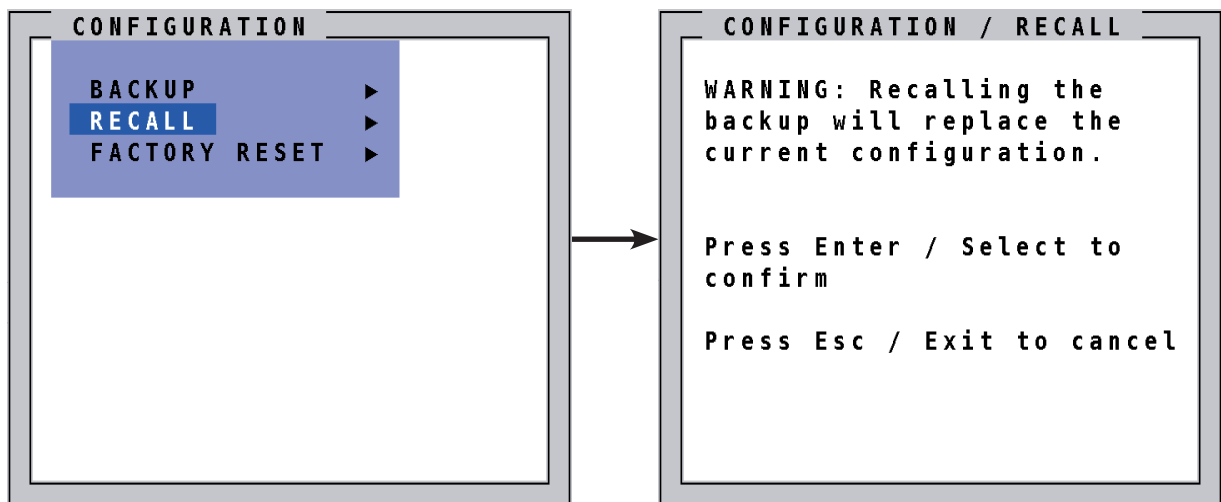 CONFIGURATION
BACKUP
RECALL
FACTORY RESET
CONFIGURATION / RECALL
WARNING: Recalling the
backup will replace the
current configuration.
Press Enter / Select to
confirm
Press Esc / Exit to cancel